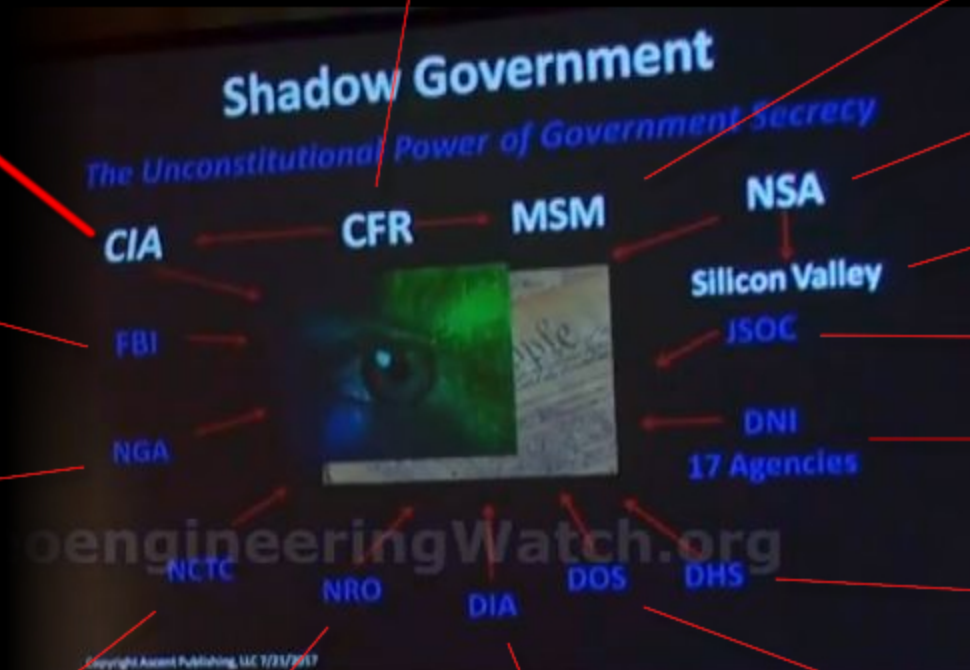 Shadow Government
The Unconstitutional Power of Government Secrecy
CIA
CFR
MSM
NSA
Silicon Valley
FBI
JSOC
NGA
DNI
17 Agencies
oengineeringWatch.org
NCTC
NRO
DIA
DOS
DHS
Copyright Ascent Publishing, LLC 7/21/2017